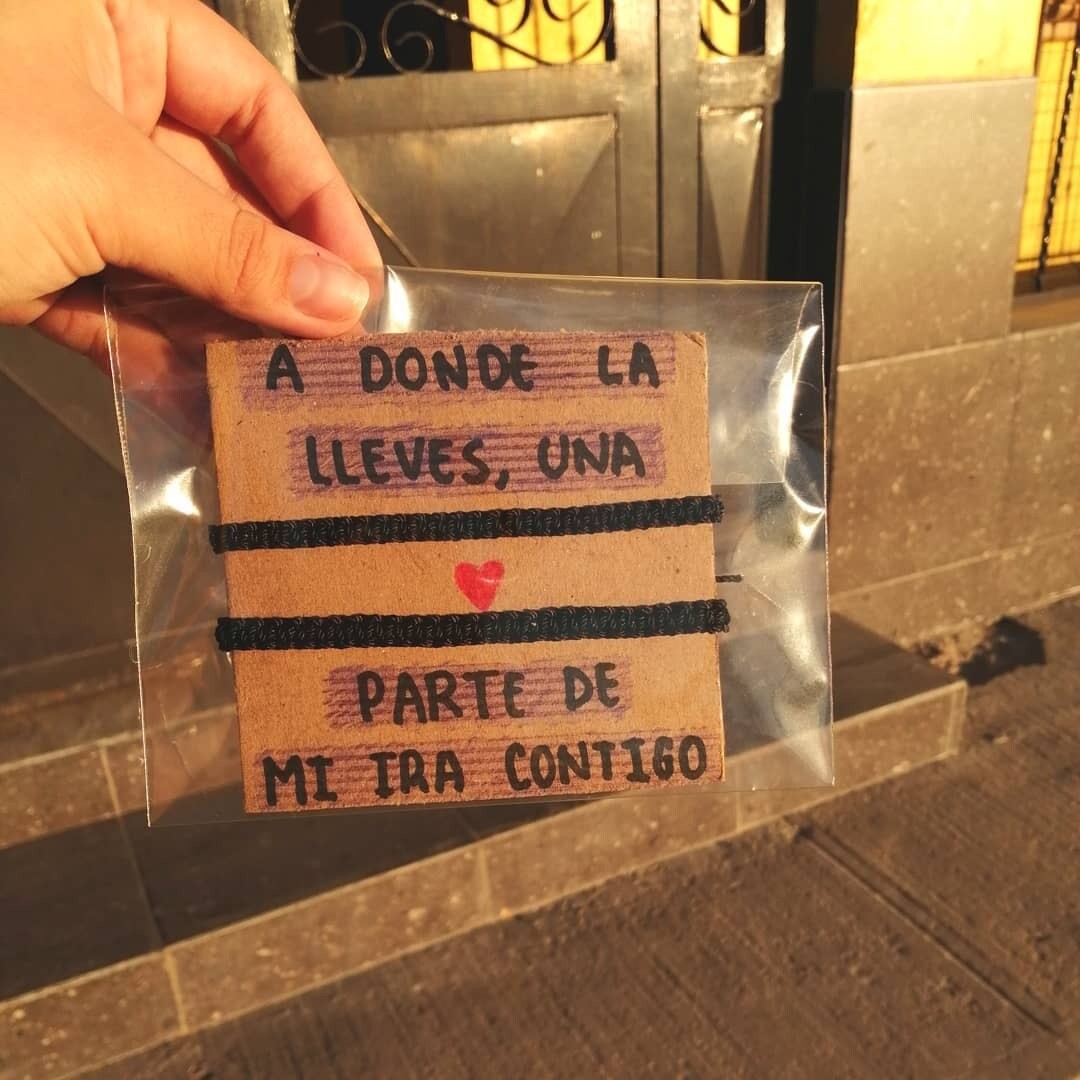 A DONDE LA
LLEVES, UNA
PARTE DE
MI IRA CONTIGO